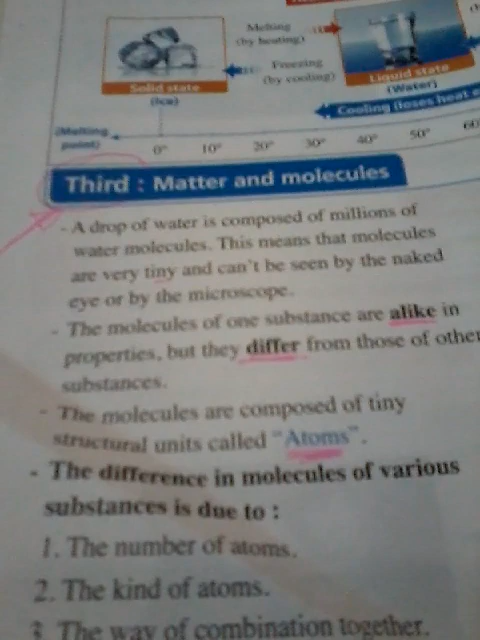 Melting
(by heating)
Freezing
(by cooling)
Solid state
(Ice)
Liquid state
(Water)
Cooling (loses heat
(Melting
point)
0° 10° 20° 30° 40° 50° 60
Third : Matter and molecules
- A drop of water is composed of millions of
water molecules. This means that molecules
are very tiny and can't be seen by the naked
eye or by the microscope.
- The molecules of one substance are alike in
properties, but they differ from those of other
substances.
- The molecules are composed of tiny
structural units called "Atoms".
- The difference in molecules of various
substances is due to :
1. The number of atoms.
2. The kind of atoms.
3. The way of combination together.